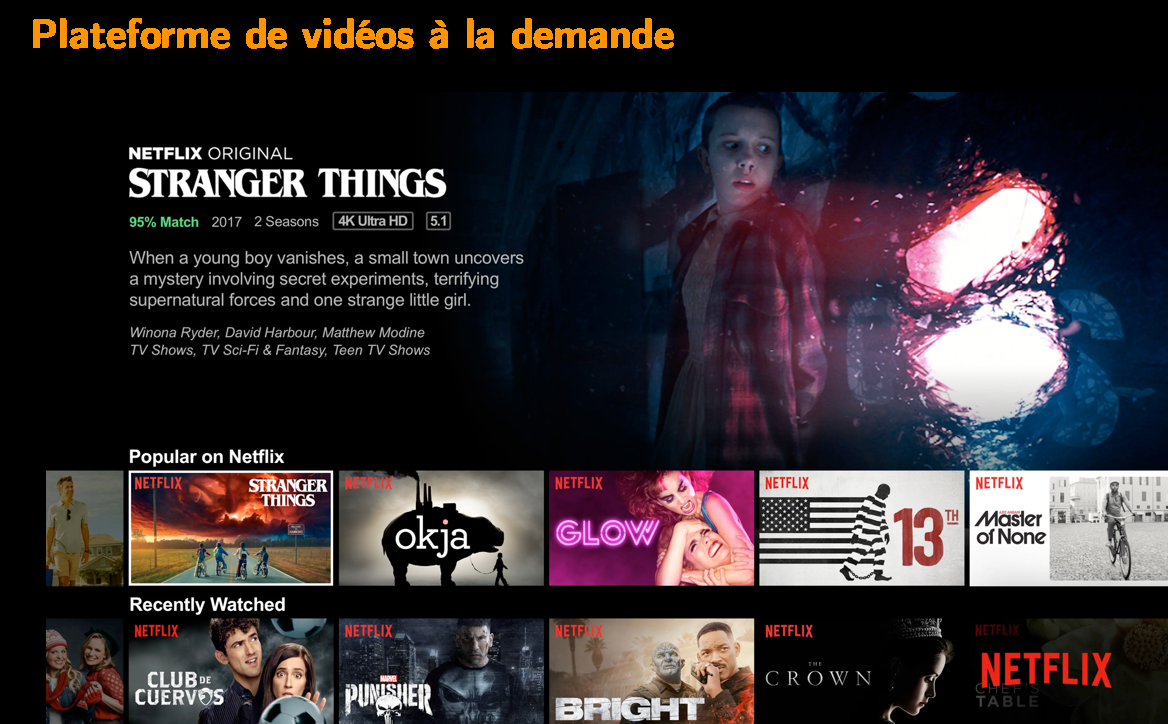 Plateforme de vidéos à la demande
NETFLIX ORIGINAL
STRANGER THINGS
95% Match 2017 2 Seasons 4K Ultra HD 5.1
When a young boy vanishes, a small town uncovers
a mystery involving secret experiments, terrifying
supernatural forces and one strange little girl.
Winona Ryder, David Harbour, Matthew Modine
TV Shows, TV Sci-Fi & Fantasy, Teen TV Shows
Popular on Netflix
NETFLIX
STRANGER
THINGS
NETFLIX
okja
NETFLIX
GLOW
NETFLIX
13TH
NETFLIX
Master
of None
Recently Watched
NETFLIX
CLUB DE
CUERVOS
NETFLIX
MARVEL
PUNISHER
NETFLIX
BRIGHT
NETFLIX
THE
CROWN
NETFLIX
NETFLIX
CHEF'S
TABLE